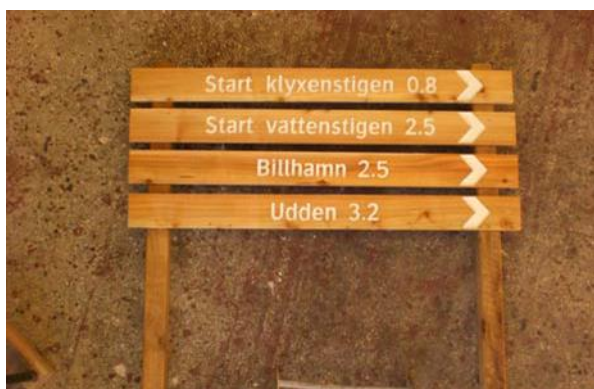 Start klyxenstigen 0.8
Start vattenstigen 2.5
Billhamn 2.5
Udden 3.2